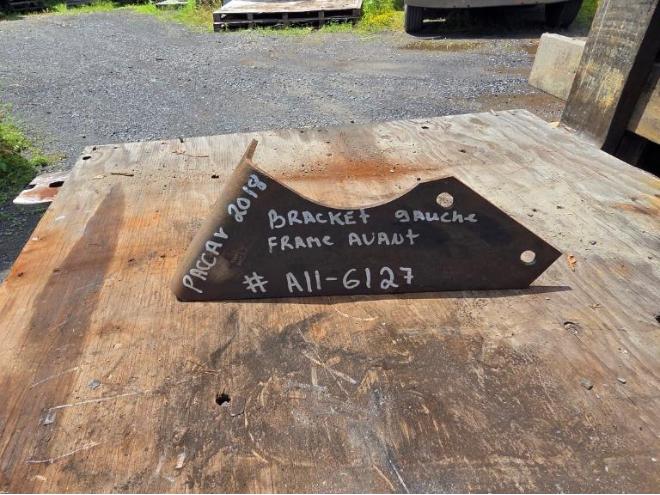 PACCAR 2018
BRACKET gauche
FRAME AVANT
# A11-6127